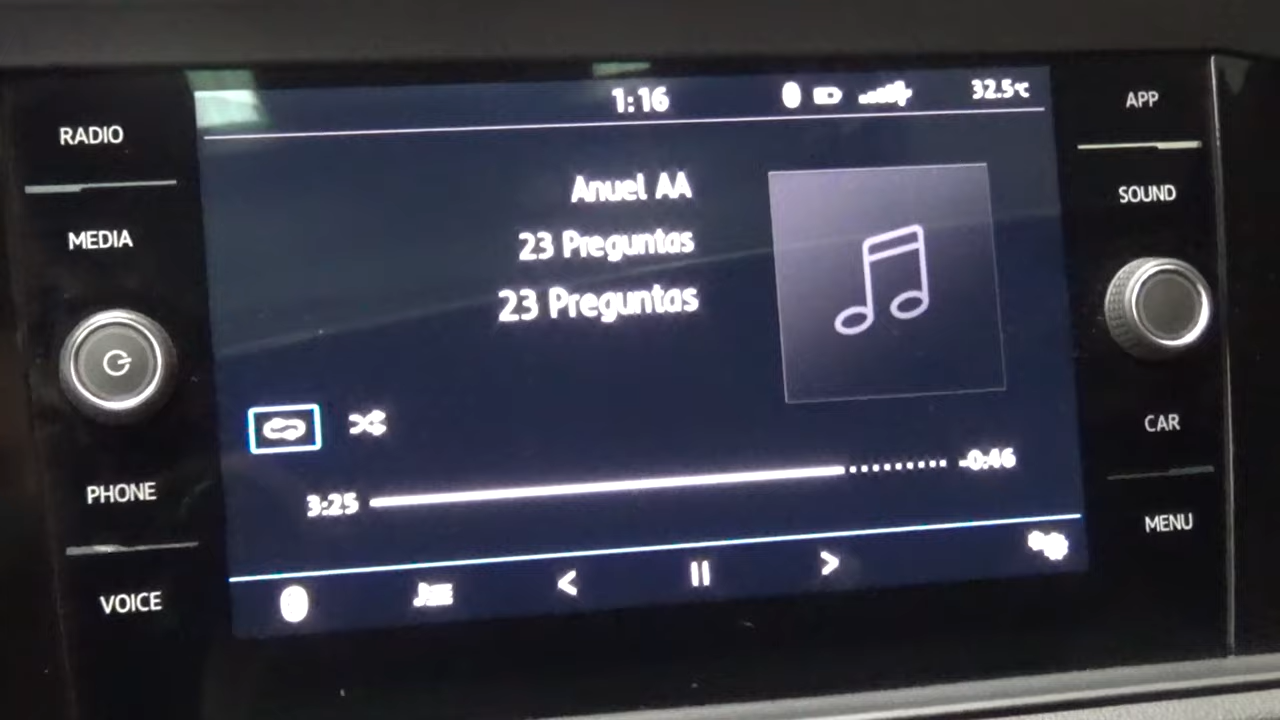 1:16
32.5℃
RADIO
MEDIA
PHONE
VOICE
Anuel AA
23 Preguntas
23 Preguntas
3:25
-0:46
APP
SOUND
CAR
MENU